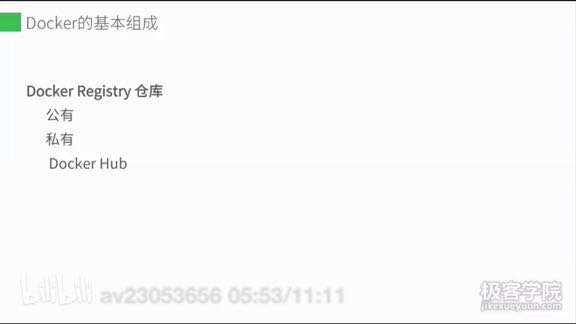 Docker的基本组成
Docker Registry 仓库
公有
私有
Docker Hub
bilibili av23053656 05:53/11:11
极客学院
jikexueyuan.com